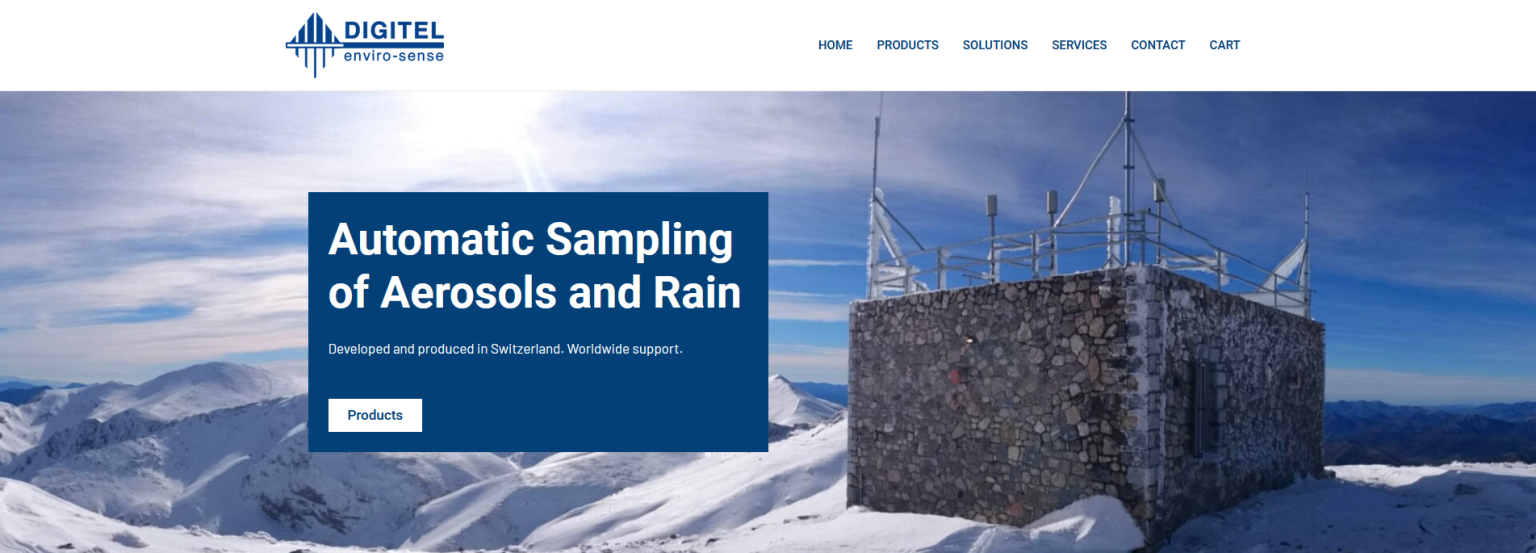 DIGITEL
enviro-sense
HOME PRODUCTS SOLUTIONS SERVICES CONTACT CART
Automatic Sampling
of Aerosols and Rain
Developed and produced in Switzerland. Worldwide support.
Products